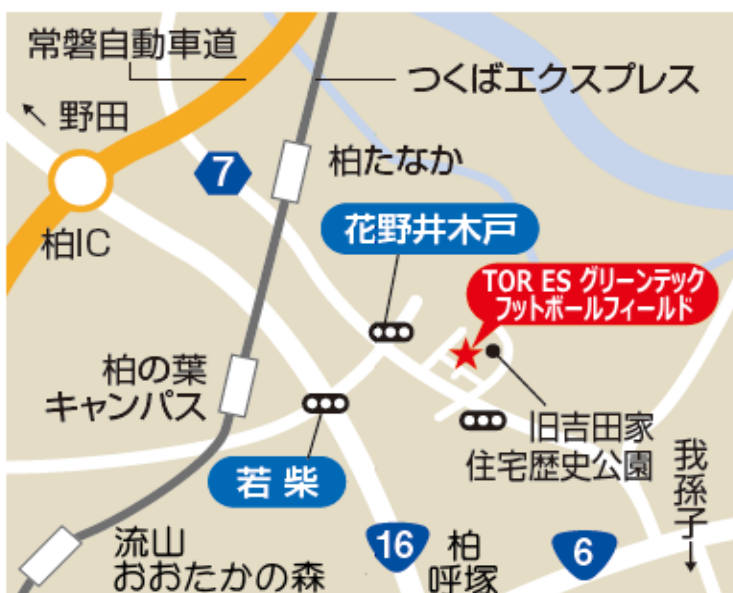 常磐自動車道
つくばエクスプレス
野田
7
柏たなか
柏IC
花野井木戸
TOR ES グリーンテック
フットボールフィールド
柏の葉
キャンパス
旧吉田家
住宅歴史公園
若柴
我孫子
流山
おおたかの森
16
柏
呼塚
6